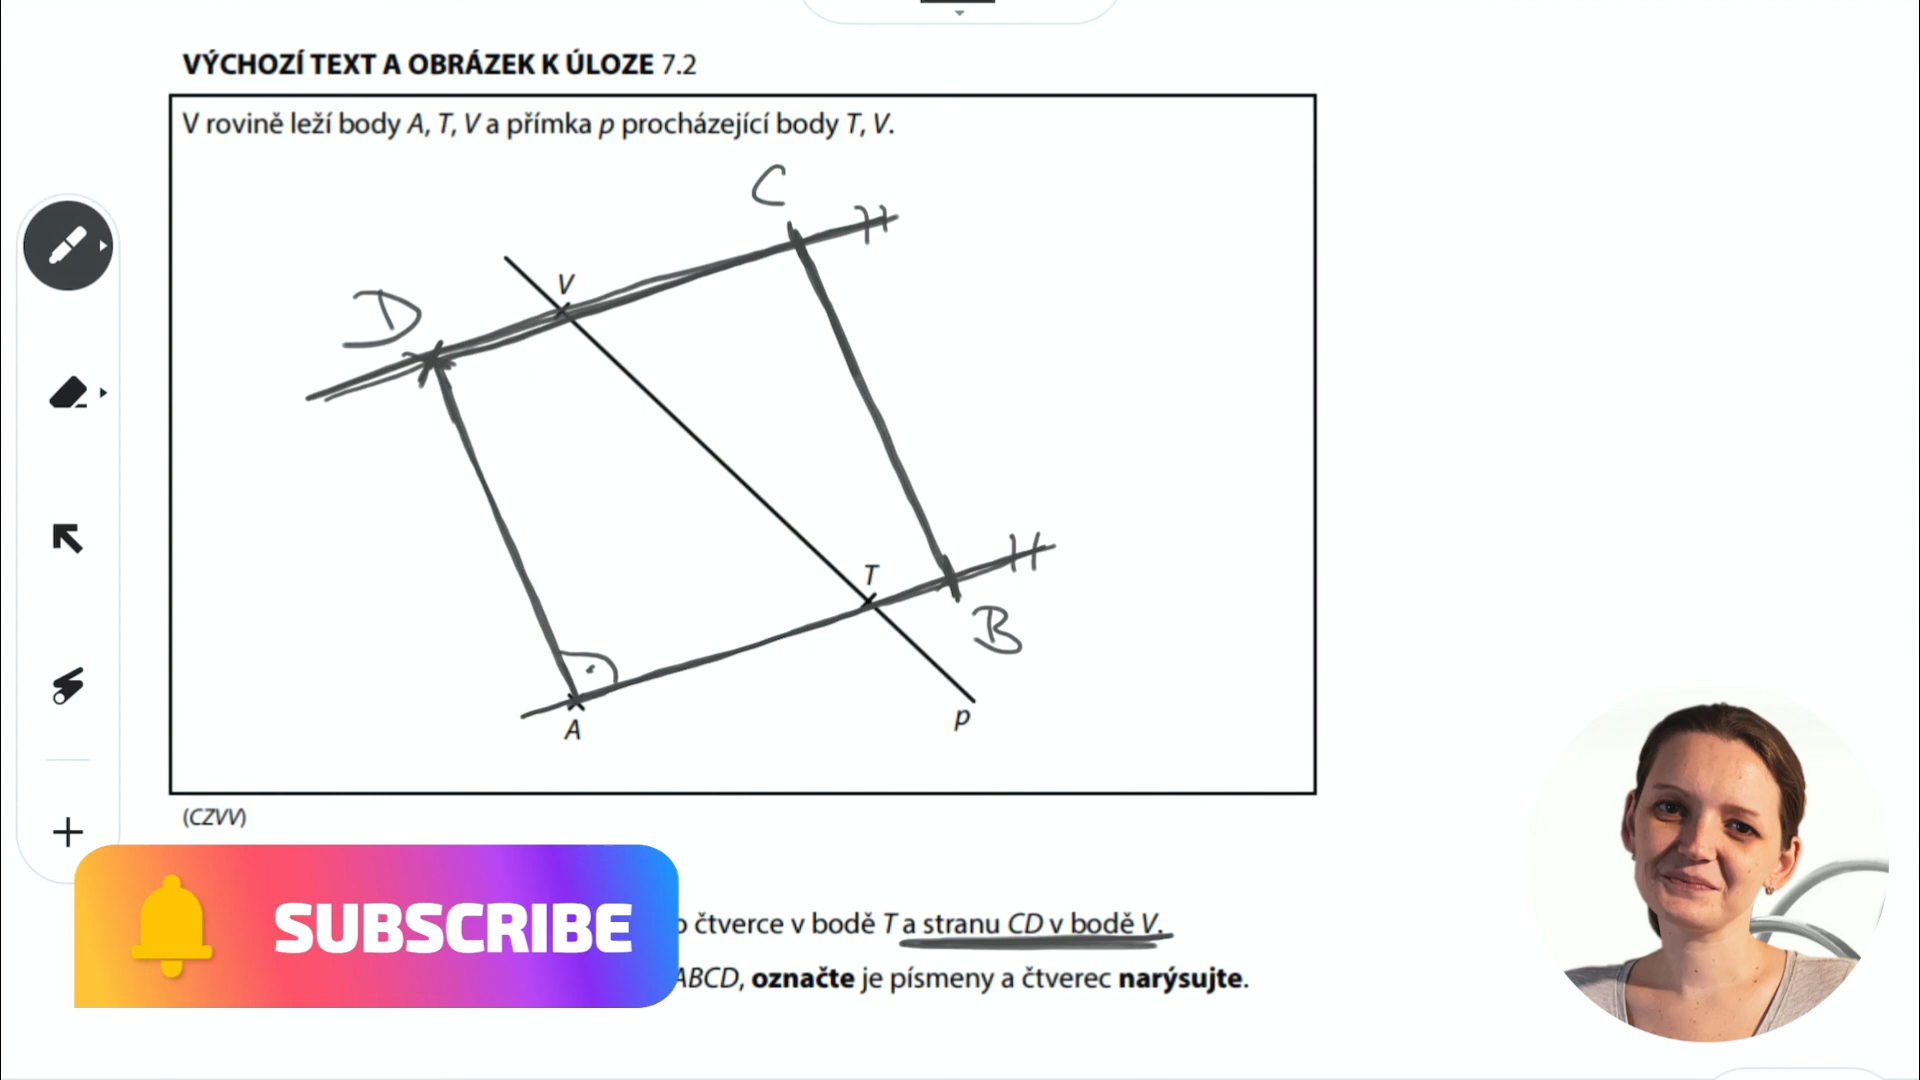 VÝCHOZÍ TEXT A OBRÁZEK K ÚLOZE 7.2
V rovině leží body A, T, V a přímka p procházející body T, V.
C
V
D
T
B
A
p
(CZVV)
SUBSCRIBE
čtverce v bodě T a stranu CD v bodě V.
ABCD, označte je písmeny a čtverec narýsujte.